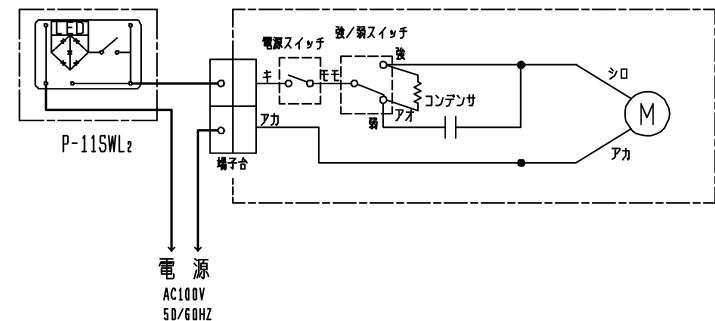 LED
P-11SWL₂
電源スイッチ
強/弱スイッチ
キ
モモ
強
弱
アオ
コンデンサ
シロ
M
アカ
アカ
端子台
電源
AC100V
50/60HZ